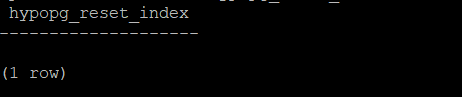 hypopg_reset_index
--------------------
(1 row)